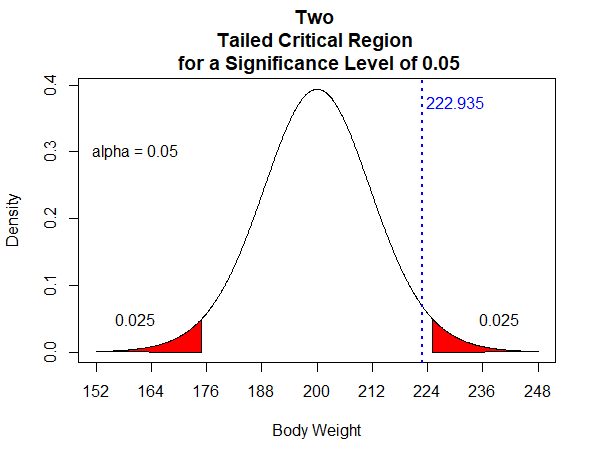 Two
Tailed Critical Region
for a Significance Level of 0.05
222.935
alpha = 0.05
0.025
0.025
Density
0.0
0.1
0.2
0.3
0.4
152 164 176 188 200 212 224 236 248
Body Weight